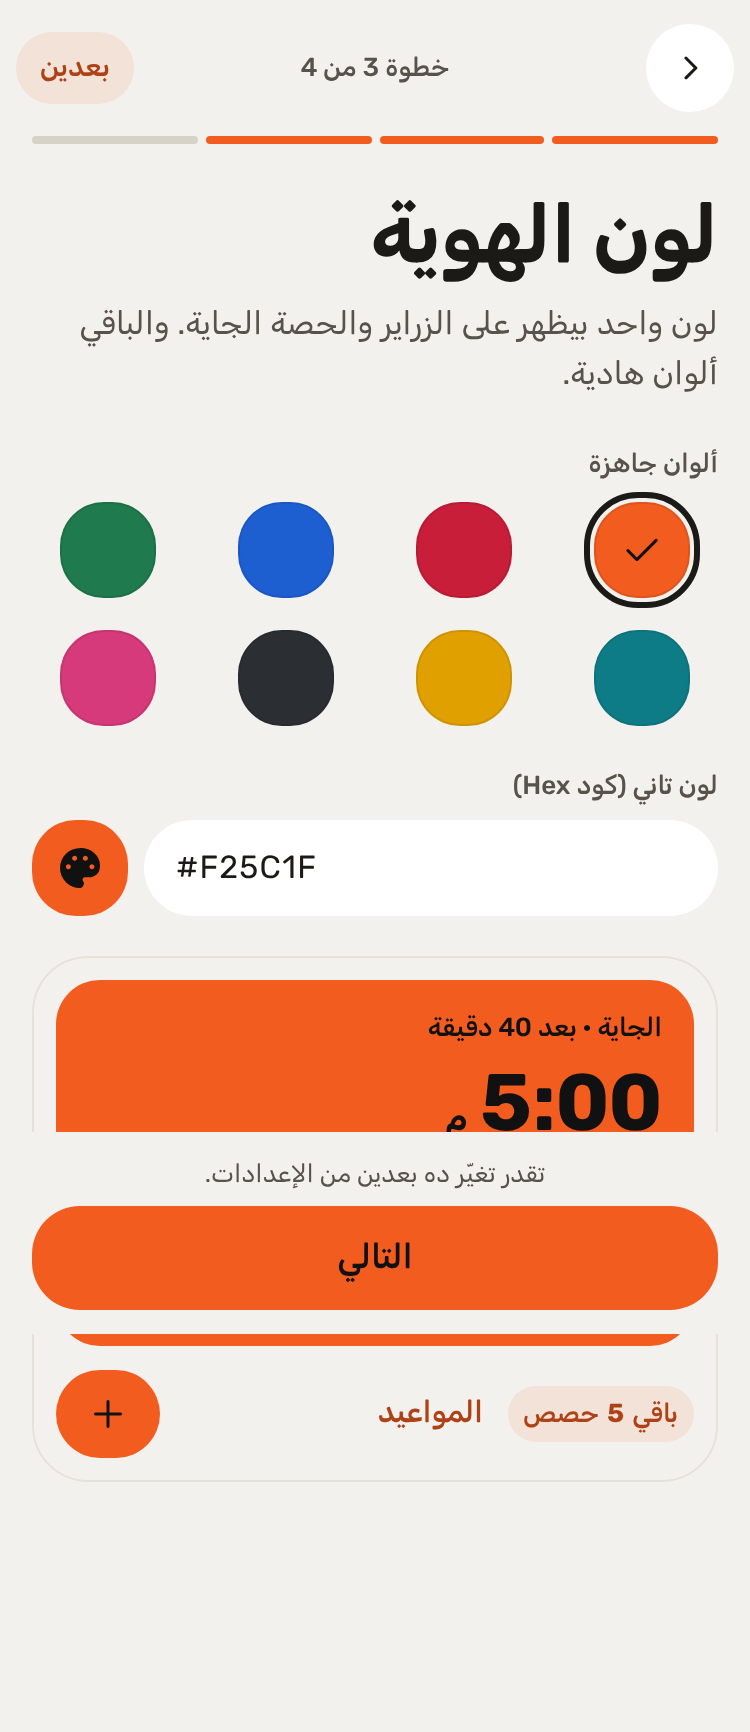 خطوة 3 من 4
بعدين
لون الهوية
لون واحد بيظهر على الزراير والحصة الجاية. والباقي
ألوان هادية.
ألوان جاهزة
لون تاني (كود Hex)
#F25C1F
الجاية • بعد 40 دقيقة
5:00 م
تقدر تغيّر ده بعدين من الإعدادات.
التالي
باقي 5 حصص
المواعيد